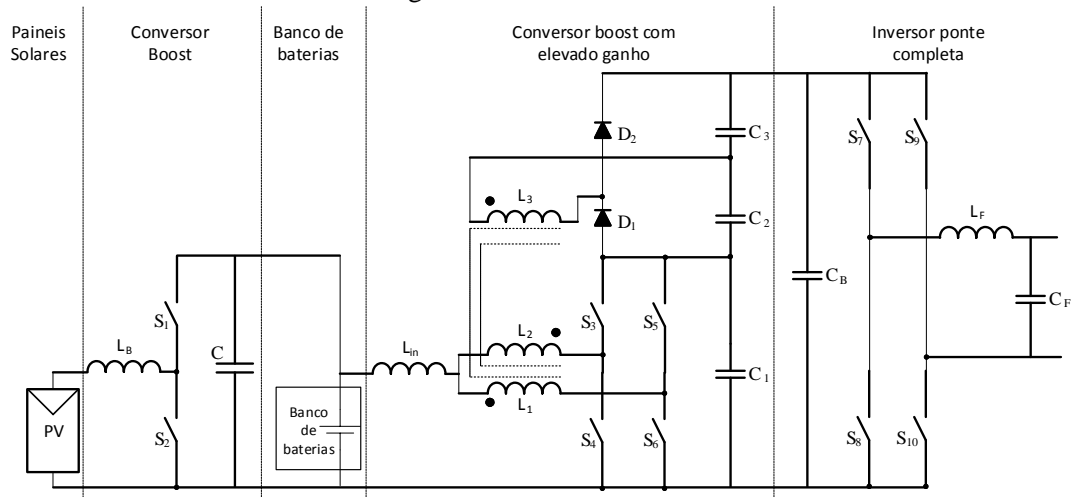 Paineis
Solares
Conversor
Boost
Banco de
baterias
Conversor boost com
elevado ganho
Inversor ponte
completa
D2
C3
S7
S9
L3
D1
C2
LF
CB
CF
S1
LB
C
S2
Lin
L2
L1
S3
S5
C1
PV
Banco
de
baterias
S4
S6
S8
S10